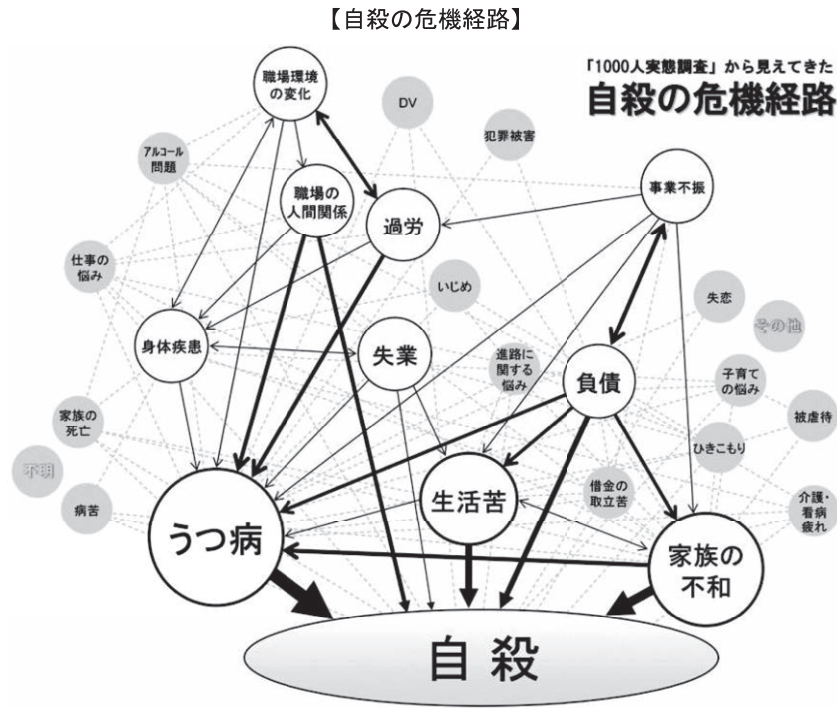 【自殺の危機経路】
「1000人実態調査」から見えてきた
自殺の危機経路
職場環境
の変化
DV
犯罪被害
アルコール
問題
職場の
人間関係
過労
事業不振
仕事の
悩み
いじめ
失恋
その他
身体疾患
失業
進路に
関する
悩み
負債
子育て
の悩み
家族の
死亡
被虐待
ひきこもり
不明
病苦
うつ病
生活苦
借金の
取立苦
介護・
看病
疲れ
家族の
不和
自殺